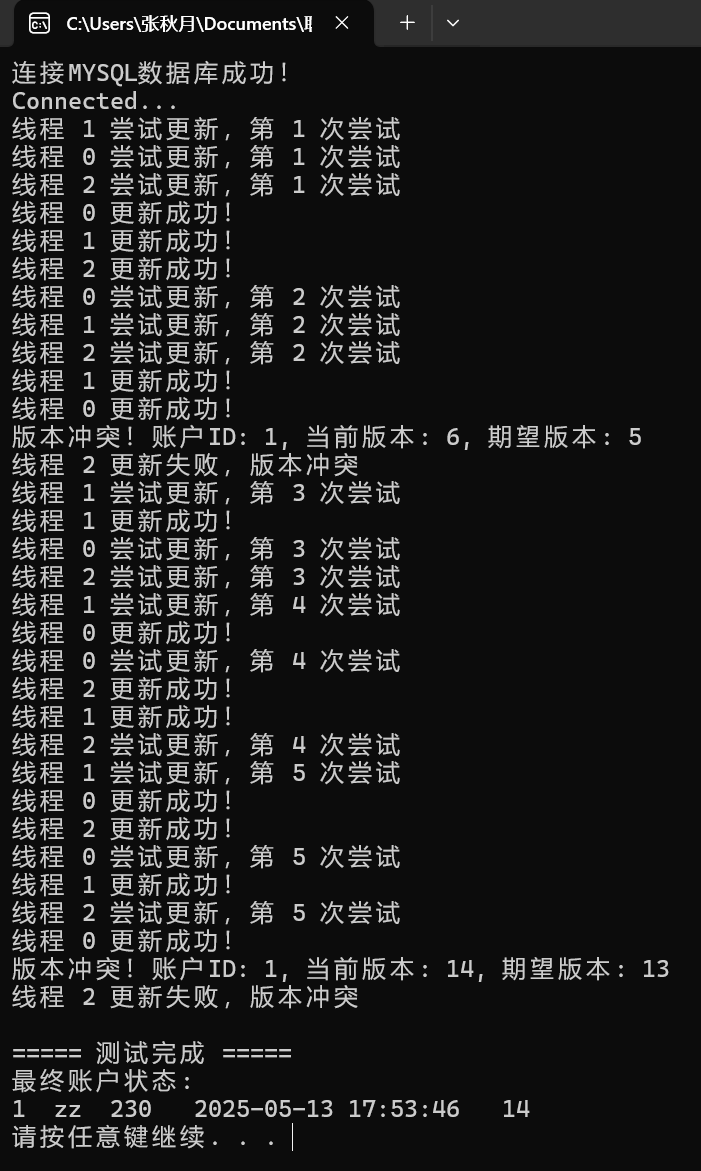 C:\Users\张秋月\Documents\
连接MYSQL数据库成功!
Connected...
线程 1 尝试更新, 第 1 次尝试
线程 0 尝试更新, 第 1 次尝试
线程 2 尝试更新, 第 1 次尝试
线程 0 更新成功!
线程 1 更新成功!
线程 2 更新成功!
线程 0 尝试更新, 第 2 次尝试
线程 1 尝试更新, 第 2 次尝试
线程 2 尝试更新, 第 2 次尝试
线程 1 更新成功!
线程 0 更新成功!
版本冲突! 账户ID: 1, 当前版本: 6, 期望版本: 5
线程 2 更新失败, 版本冲突
线程 1 尝试更新, 第 3 次尝试
线程 1 更新成功!
线程 0 尝试更新, 第 3 次尝试
线程 2 尝试更新, 第 3 次尝试
线程 1 尝试更新, 第 4 次尝试
线程 0 更新成功!
线程 0 尝试更新, 第 4 次尝试
线程 2 更新成功!
线程 1 更新成功!
线程 2 尝试更新, 第 4 次尝试
线程 1 尝试更新, 第 5 次尝试
线程 0 更新成功!
线程 2 更新成功!
线程 0 尝试更新, 第 5 次尝试
线程 1 更新成功!
线程 2 尝试更新, 第 5 次尝试
线程 0 更新成功!
版本冲突! 账户ID: 1, 当前版本: 14, 期望版本: 13
线程 2 更新失败, 版本冲突
===== 测试完成 =====
最终账户状态:
1 zz 230 2025-05-13 17:53:46 14
请按任意键继续. . .